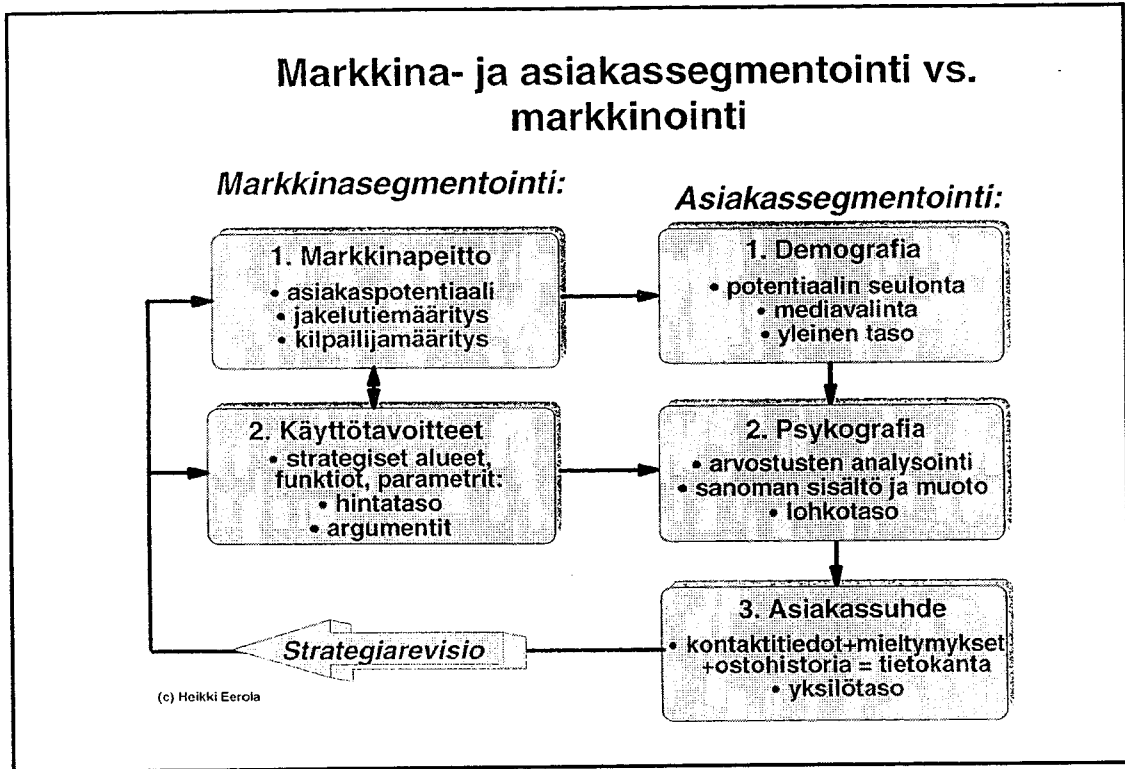 Markkina- ja asiakassegmentointi vs.
markkinointi
Markkinasegmentointi:
1. Markkinapeitto
• asiakaspotentiaali
• jakelutiemääritys
• kilpailijamääritys
2. Käyttötavoitteet
• strategiset alueet,
funktiot, parametrit:
• hintataso
• argumentit
Asiakassegmentointi:
1. Demografia
• potentiaalin seulonta
• mediavalinta
• yleinen taso
2. Psykografia
• arvostusten analysointi
• sanoman sisältö ja muoto
• lohkotaso
3. Asiakassuhde
• kontaktitiedot+mieltymykset
+ostohistoria = tietokanta
• yksilötaso
Strategiarevisio
(c) Heikki Eerola